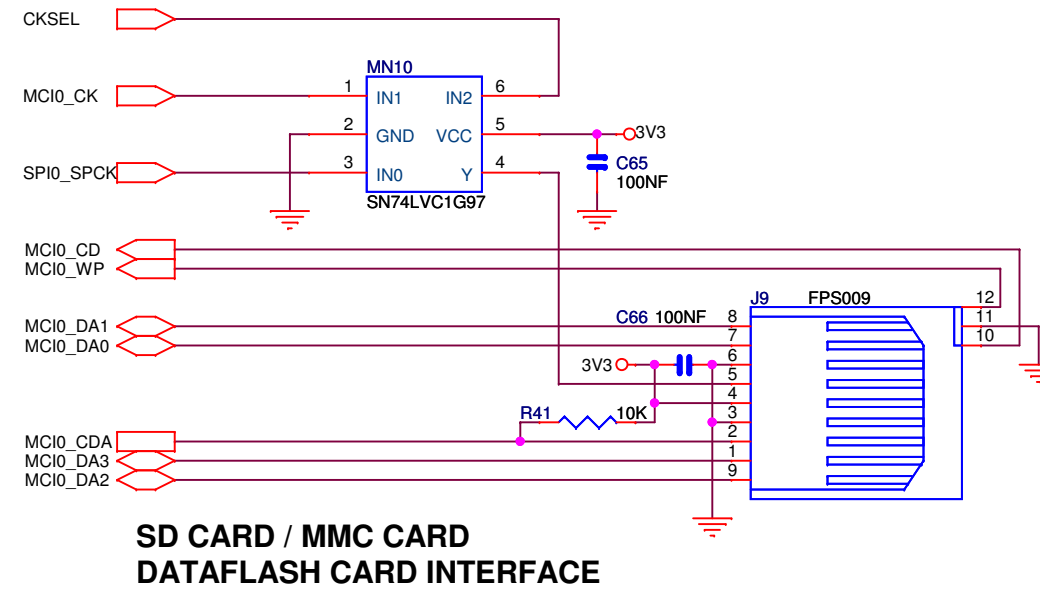 CKSEL
MN10
MCI0_CK 1 IN1 IN2 6
2 GND VCC 5 3V3
SPI0_SPCK 3 IN0 Y 4
C65
100NF
SN74LVC1G97
MCI0_CD
MCI0_WP
J9 FPS009
12
MCI0_DA1 C66 100NF 8 11
MCI0_DA0 7 10
3V3 6
5
4
R41 10K 3
MCI0_CDA 2
MCI0_DA3 1
MCI0_DA2 9
SD CARD / MMC CARD
DATAFLASH CARD INTERFACE